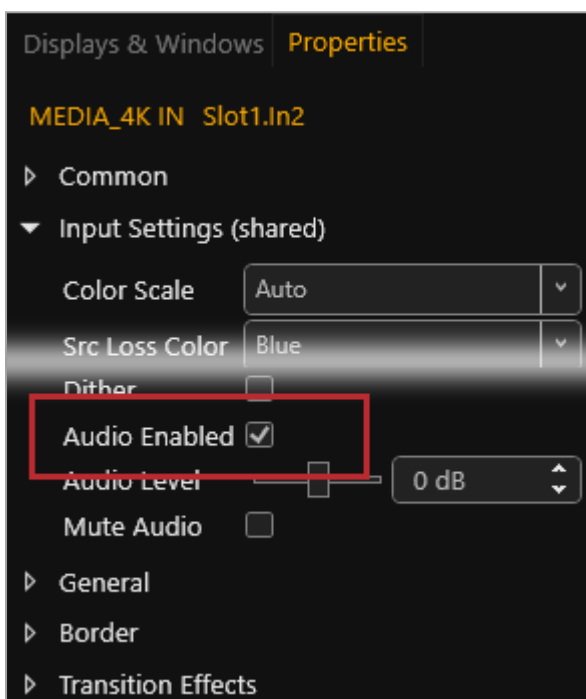 Displays & Windows Properties
MEDIA_4K IN Slot1.In2
Common
Input Settings (shared)
Color Scale Auto
Src Loss Color Blue
Dither
Audio Enabled
Audio Level 0 dB
Mute Audio
General
Border
Transition Effects